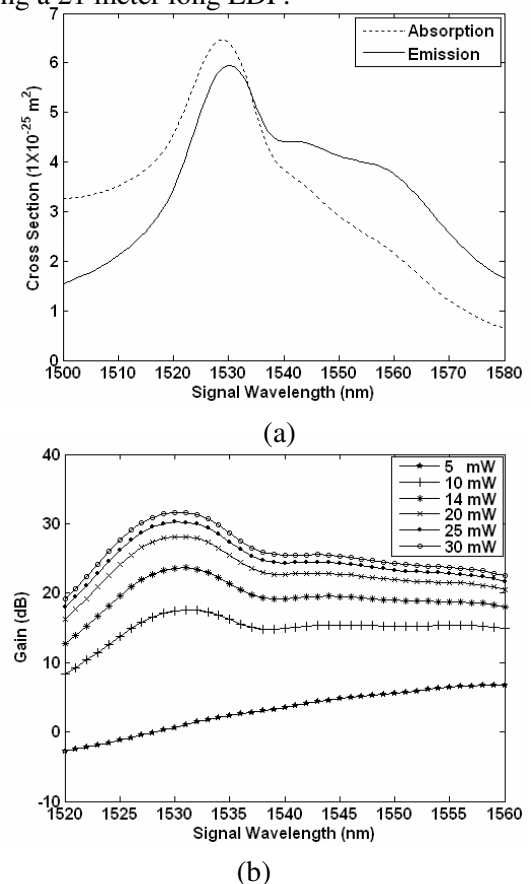 ng a 21 meter long EDF.
7
6
5
4
3
2
1
0
Cross Section (1X10⁻²⁵ m²)
Absorption
Emission
1500 1510 1520 1530 1540 1550 1560 1570 1580
Signal Wavelength (nm)
(a)
40
30
20
10
0
-10
Gain (dB)
5 mW
10 mW
14 mW
20 mW
25 mW
30 mW
1520 1525 1530 1535 1540 1545 1550 1555 1560
Signal Wavelength (nm)
(b)